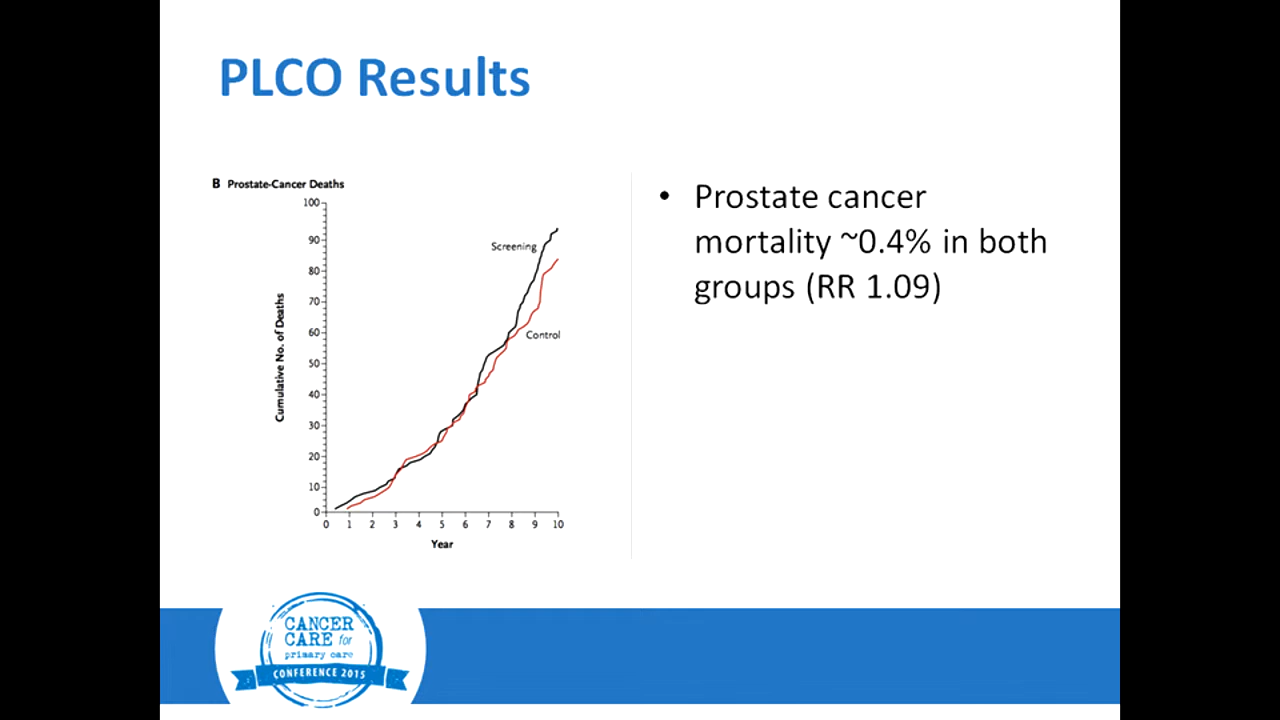 PLCO Results
B Prostate-Cancer Deaths
100
90
80
70
60
50
40
30
20
10
0
Cumulative No. of Deaths
Screening
Control
0 1 2 3 4 5 6 7 8 9 10
Year
• Prostate cancer
mortality ~0.4% in both
groups (RR 1.09)
CANCER
CARE for
primary care
CONFERENCE 2015